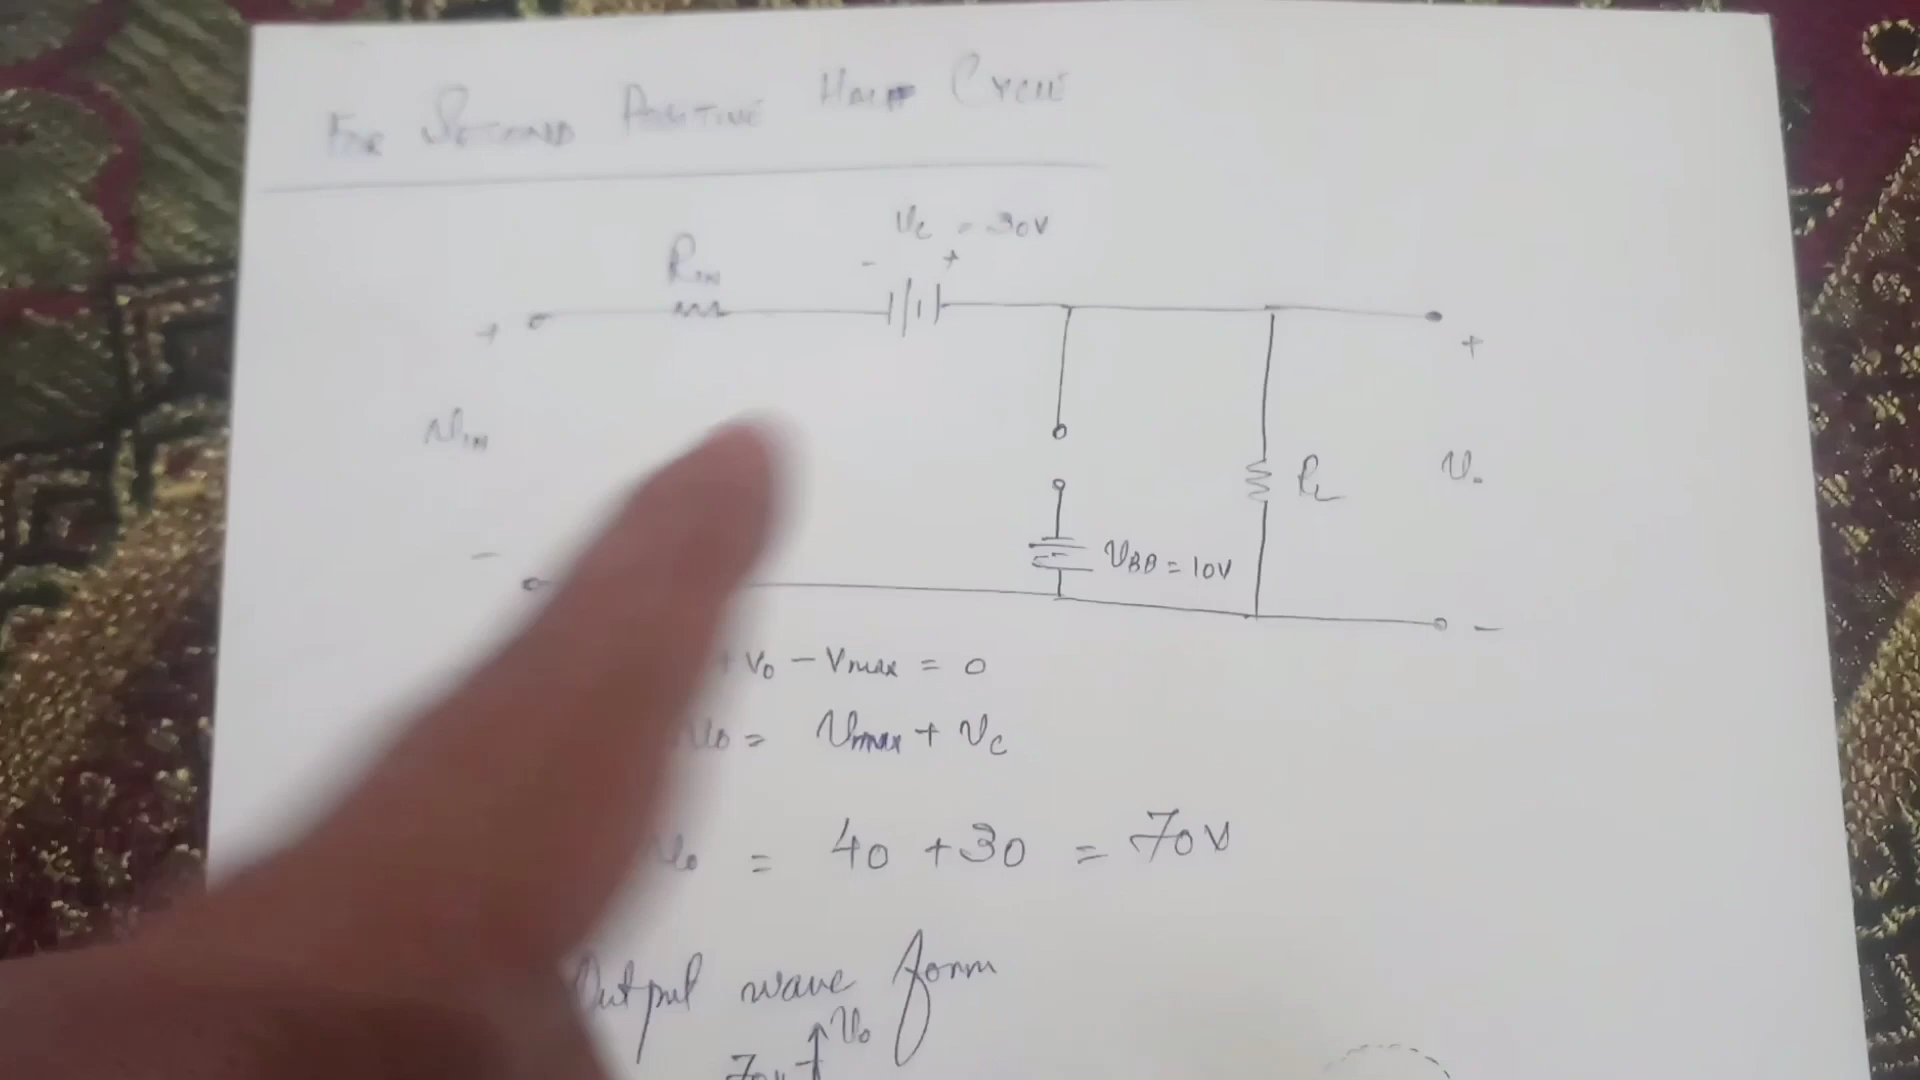 FOR SECOND POSITIVE HALF CYCLE
VC = 30V
RIN
- +
+
+
VIN
RL
Vo
-
VBB = 10V
-
+ Vo - Vmax = 0
Vo = Vmax + VC
Vo = 40 + 30 = 70V
Output wave form
Vo
70V